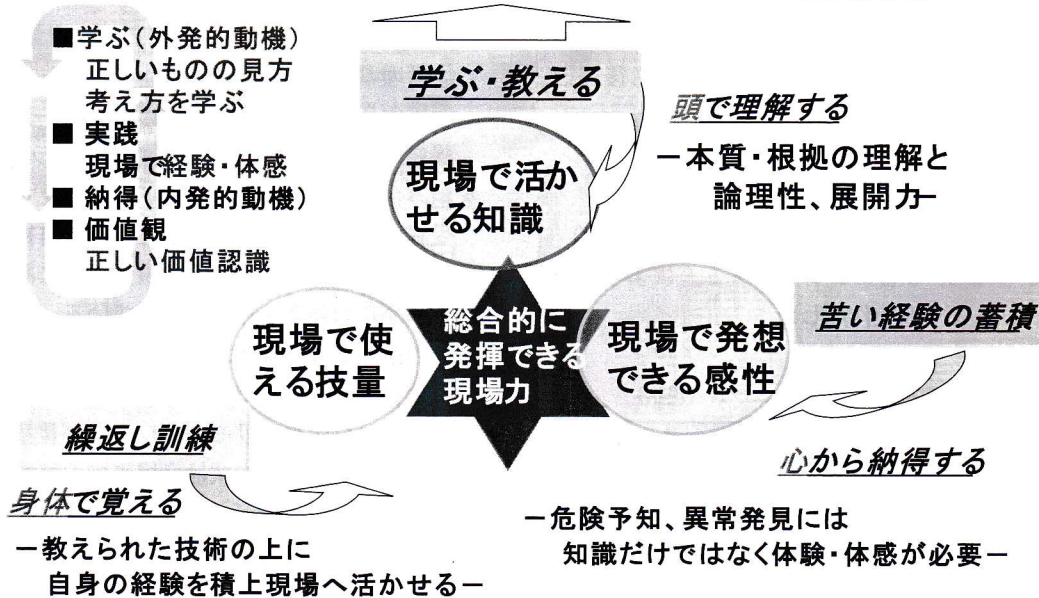 ■学ぶ(外発的動機)
正しいものの見方
考え方を学ぶ
■ 実践
現場で経験・体感
■ 納得(内発的動機)
■ 価値観
正しい価値認識
学ぶ・教える
現場で活か
せる知識
頭で理解する
－本質・根拠の理解と
論理性、展開力－
現場で使
える技量
総合的に
発揮できる
現場力
現場で発想
できる感性
苦い経験の蓄積
心から納得する
－危険予知、異常発見には
知識だけではなく体験・体感が必要－
繰返し訓練
身体で覚える
－教えられた技術の上に
自身の経験を積上現場へ活かせる－